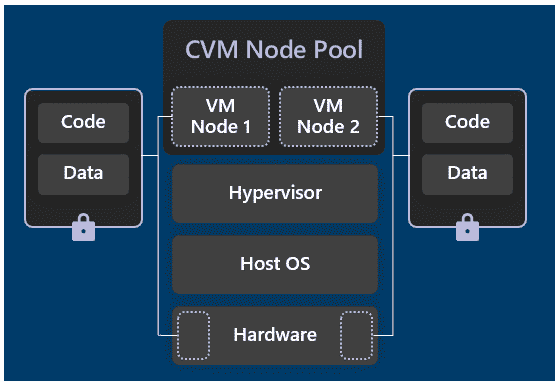 CVM Node Pool
Code
Data
VM
Node 1
VM
Node 2
Code
Data
Hypervisor
Host OS
Hardware